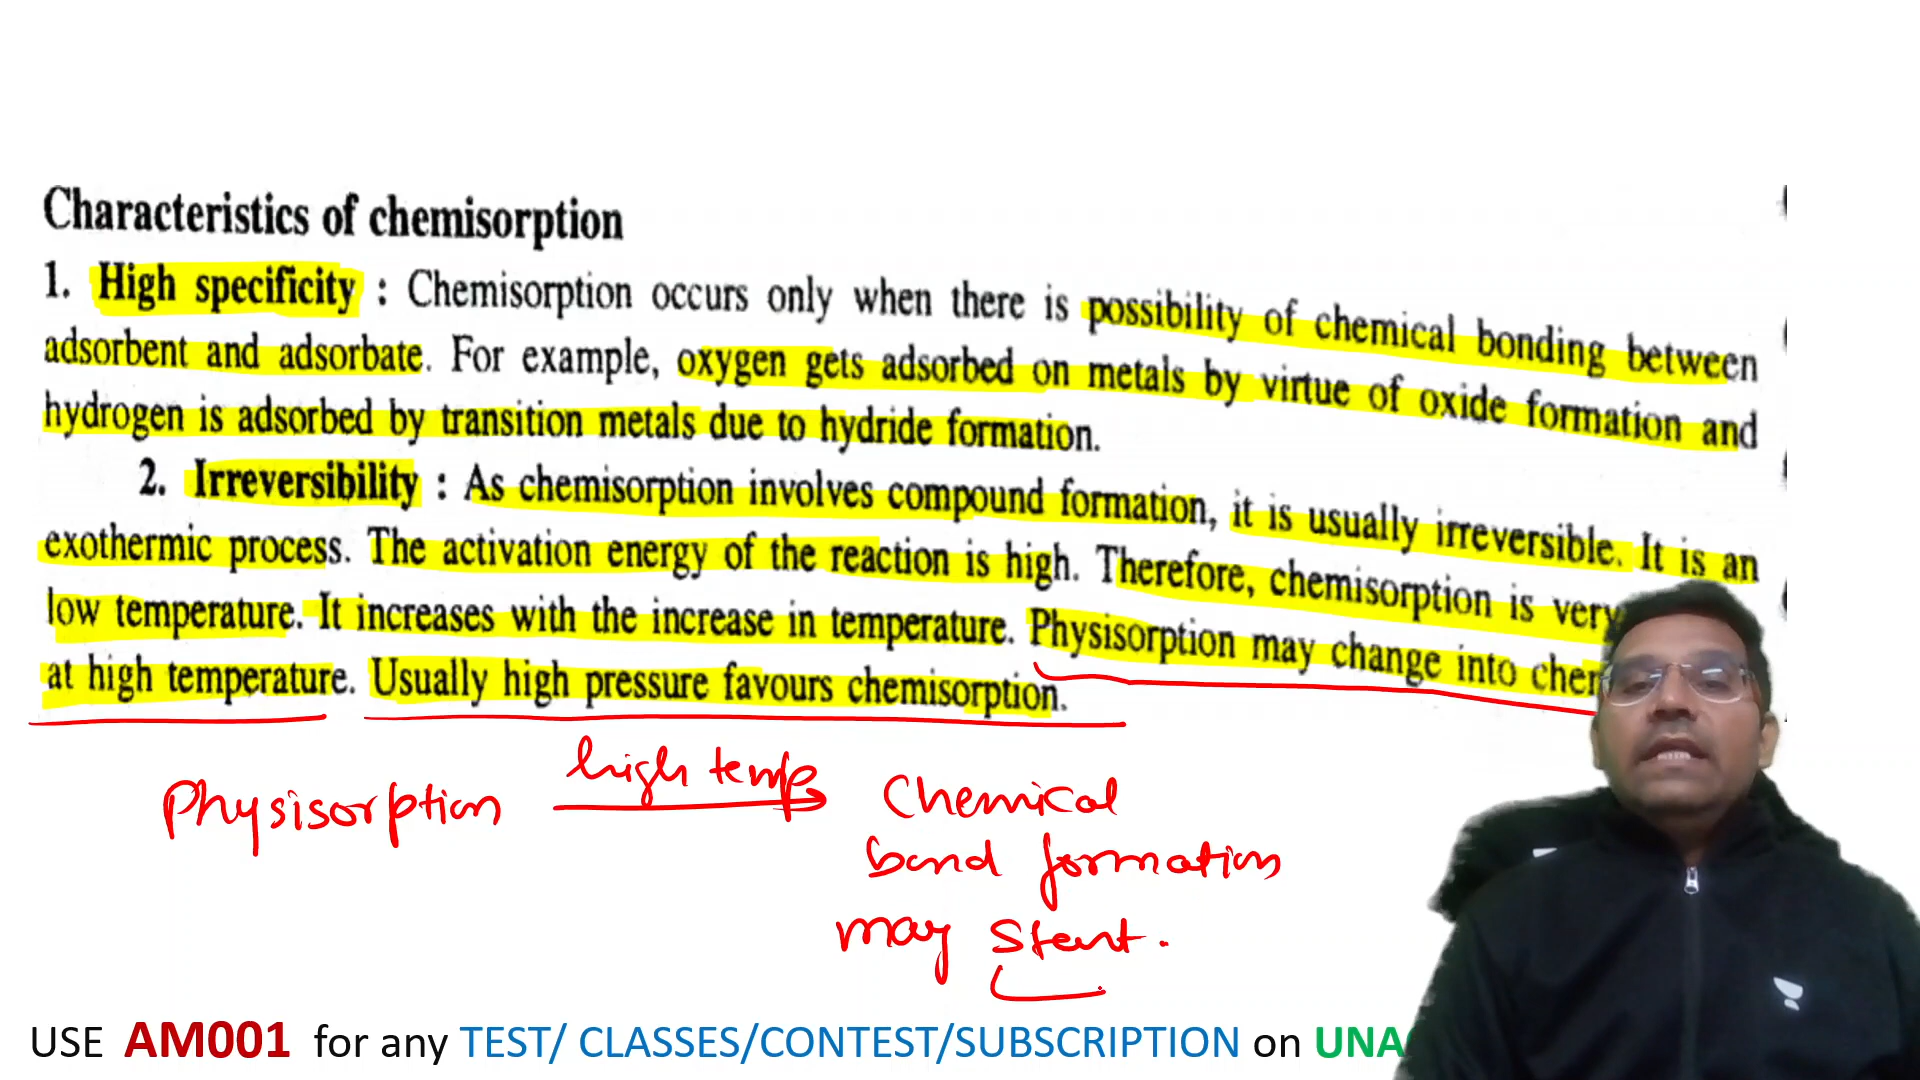 Characteristics of chemisorption
1. High specificity : Chemisorption occurs only when there is possibility of chemical bonding between
adsorbent and adsorbate. For example, oxygen gets adsorbed on metals by virtue of oxide formation and
hydrogen is adsorbed by transition metals due to hydride formation.
2. Irreversibility : As chemisorption involves compound formation, it is usually irreversible. It is an
exothermic process. The activation energy of the reaction is high. Therefore, chemisorption is very
low temperature. It increases with the increase in temperature. Physisorption may change into
at high temperature. Usually high pressure favours chemisorption.
Physisorption high temp Chemical
bond formation
may start.
USE AM001 for any TEST/ CLASSES/CONTEST/SUBSCRIPTION on